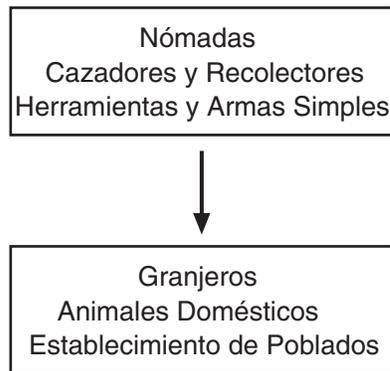 Nómadas
Cazadores y Recolectores
Herramientas y Armas Simples
Granjeros
Animales Domésticos
Establecimiento de Poblados